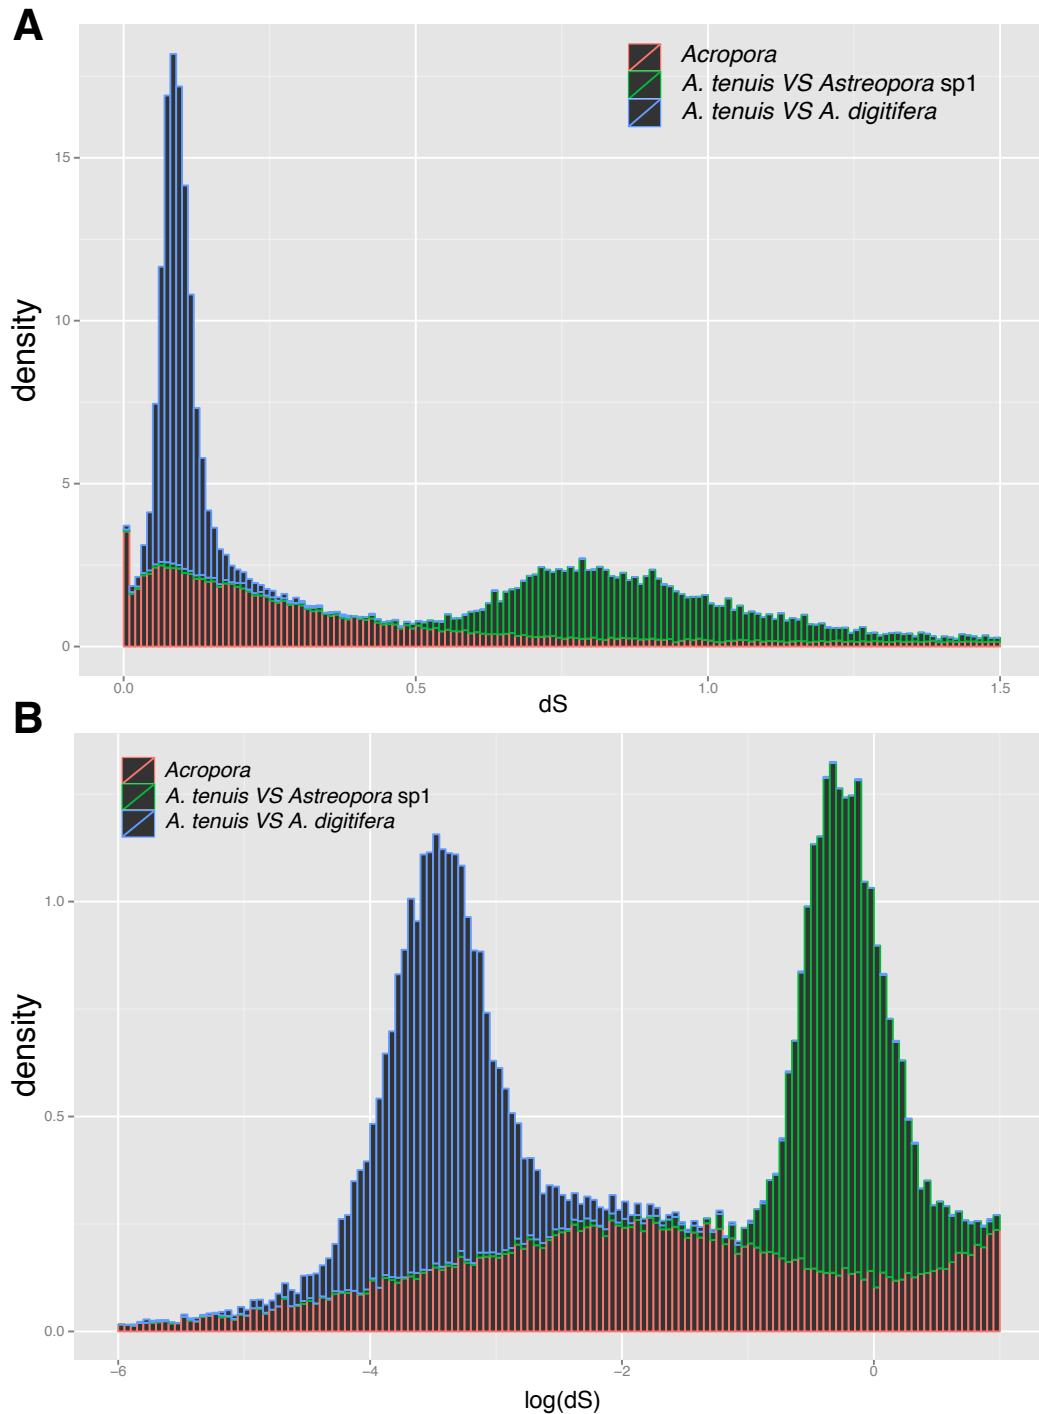 A
Acropora
A. tenuis VS Astreopora sp1
A. tenuis VS A. digitifera
15
10
5
0
density
0.0 0.5 1.0 1.5
dS
B
Acropora
A. tenuis VS Astreopora sp1
A. tenuis VS A. digitifera
1.0
0.5
0.0
density
−6 −4 −2 0
log(dS)